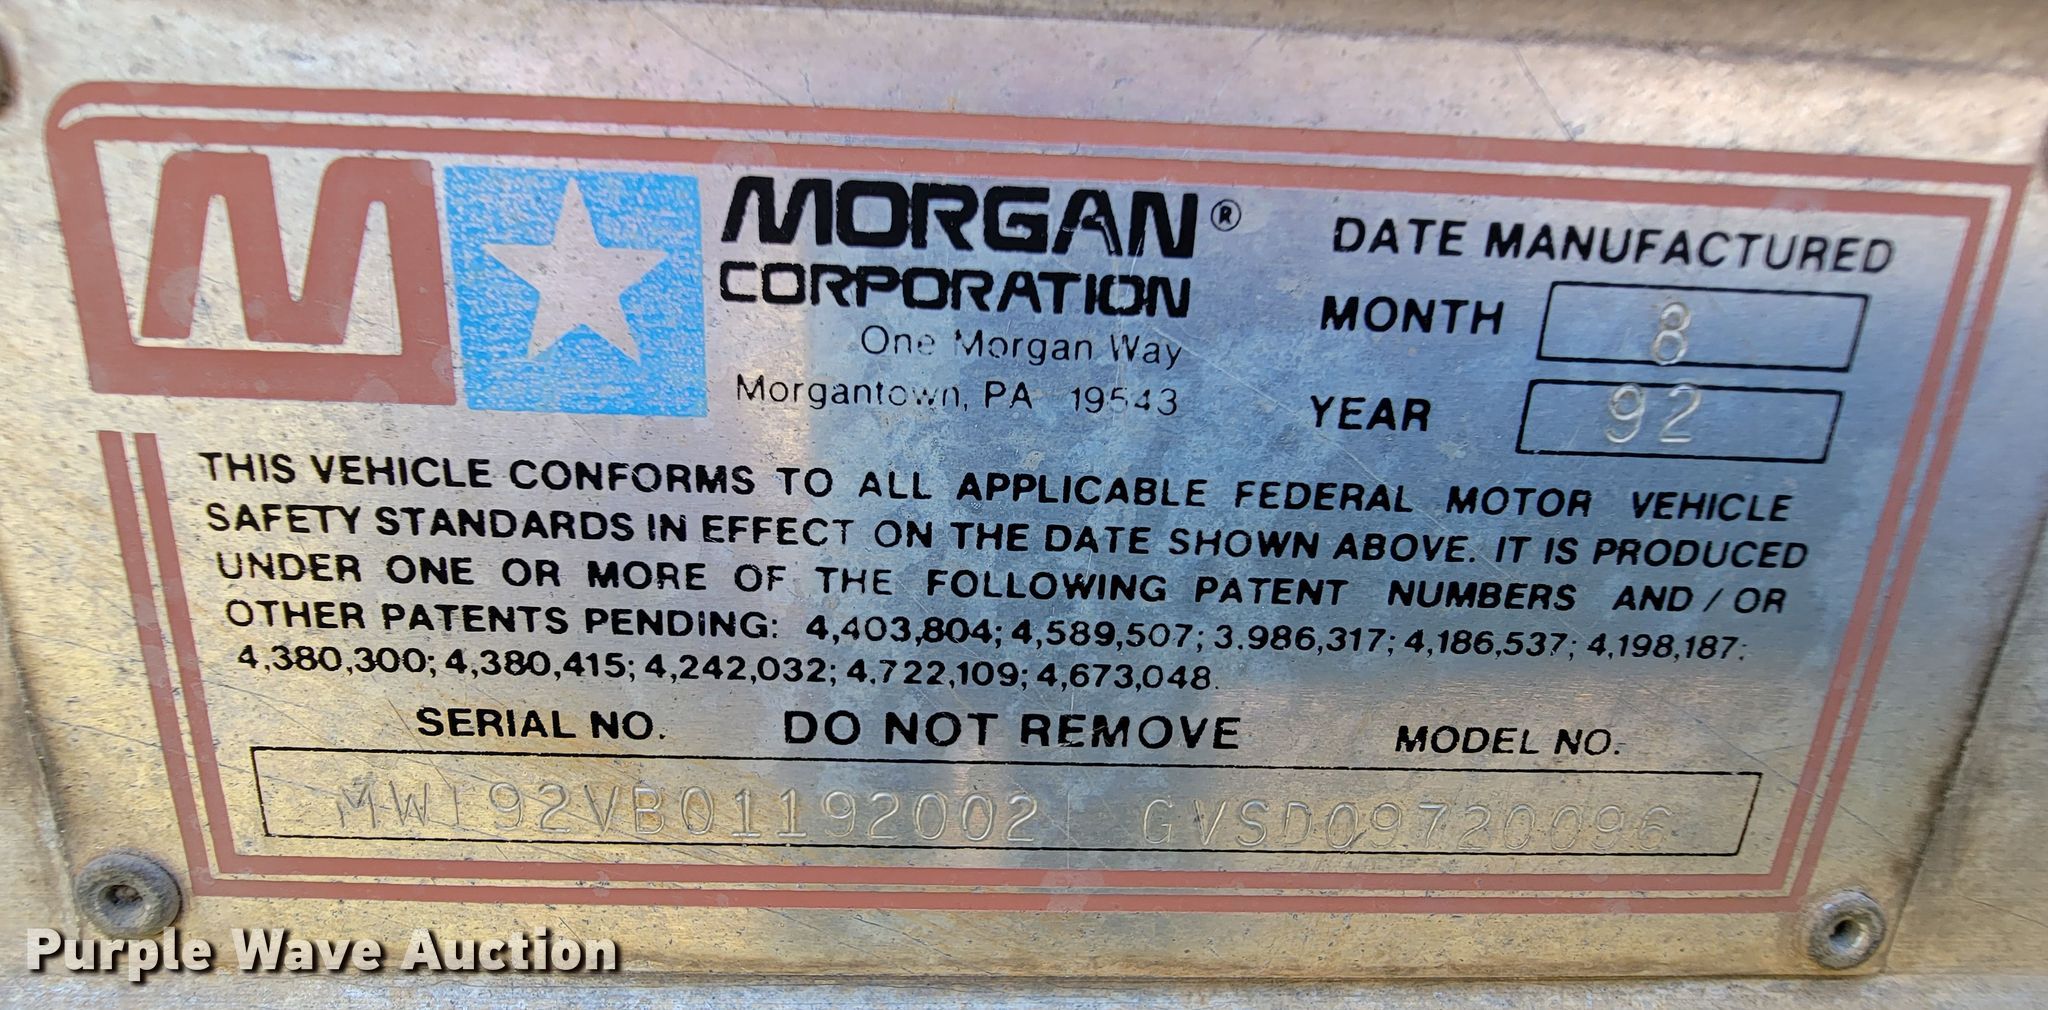 MORGAN®
CORPORATION
One Morgan Way
Morgantown, PA 19543
DATE MANUFACTURED
MONTH 8
YEAR 92
THIS VEHICLE CONFORMS TO ALL APPLICABLE FEDERAL MOTOR VEHICLE
SAFETY STANDARDS IN EFFECT ON THE DATE SHOWN ABOVE. IT IS PRODUCED
UNDER ONE OR MORE OF THE FOLLOWING PATENT NUMBERS AND / OR
OTHER PATENTS PENDING: 4,403,804; 4,589,507; 3.986,317; 4,186,537; 4,198,187;
4,380,300; 4,380,415; 4,242,032; 4.722,109; 4,673,048.
SERIAL NO. DO NOT REMOVE MODEL NO.
MWI92VB01192002 GVSD09720096
Purple Wave Auction